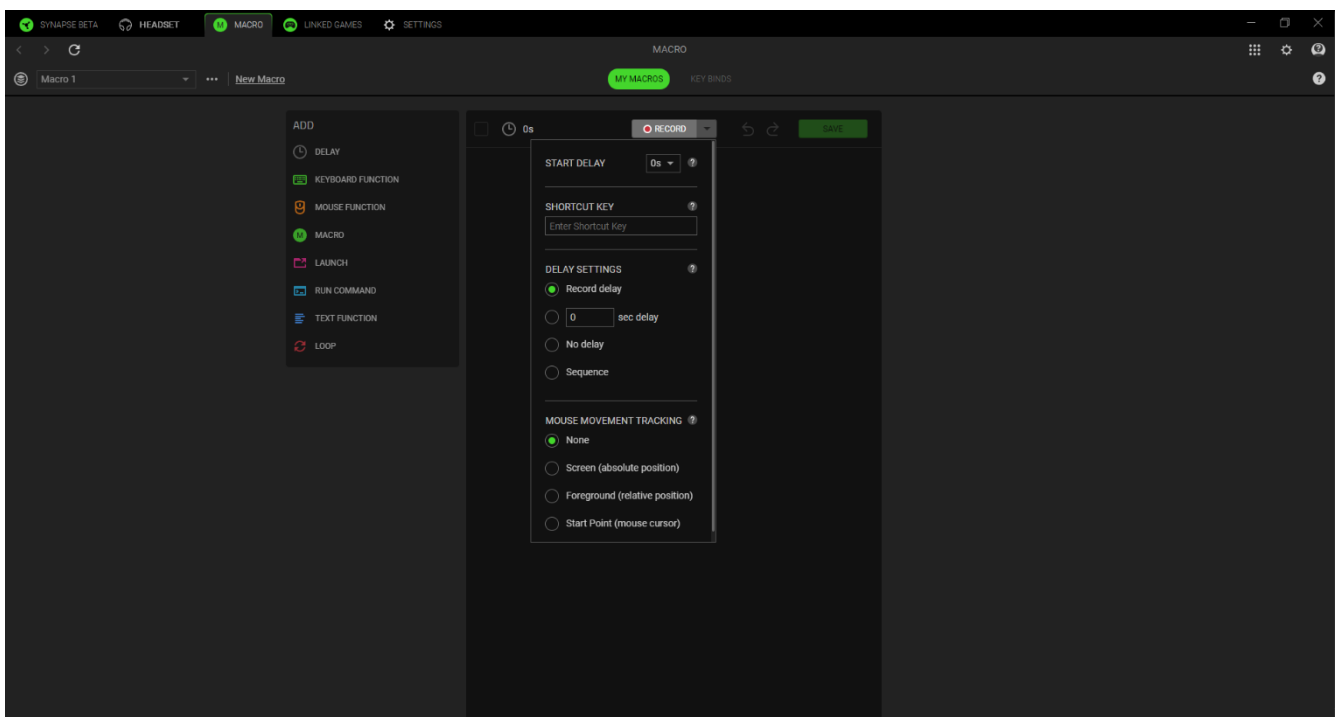 SYNAPSE BETA HEADSET M MACRO LINKED GAMES SETTINGS
MACRO
Macro 1 ••• New Macro MY MACROS KEY BINDS ?
ADD
DELAY
KEYBOARD FUNCTION
MOUSE FUNCTION
M MACRO
LAUNCH
RUN COMMAND
TEXT FUNCTION
LOOP
0s RECORD SAVE
START DELAY 0s ?
SHORTCUT KEY ?
Enter Shortcut Key
DELAY SETTINGS ?
Record delay
0 sec delay
No delay
Sequence
MOUSE MOVEMENT TRACKING ?
None
Screen (absolute position)
Foreground (relative position)
Start Point (mouse cursor)